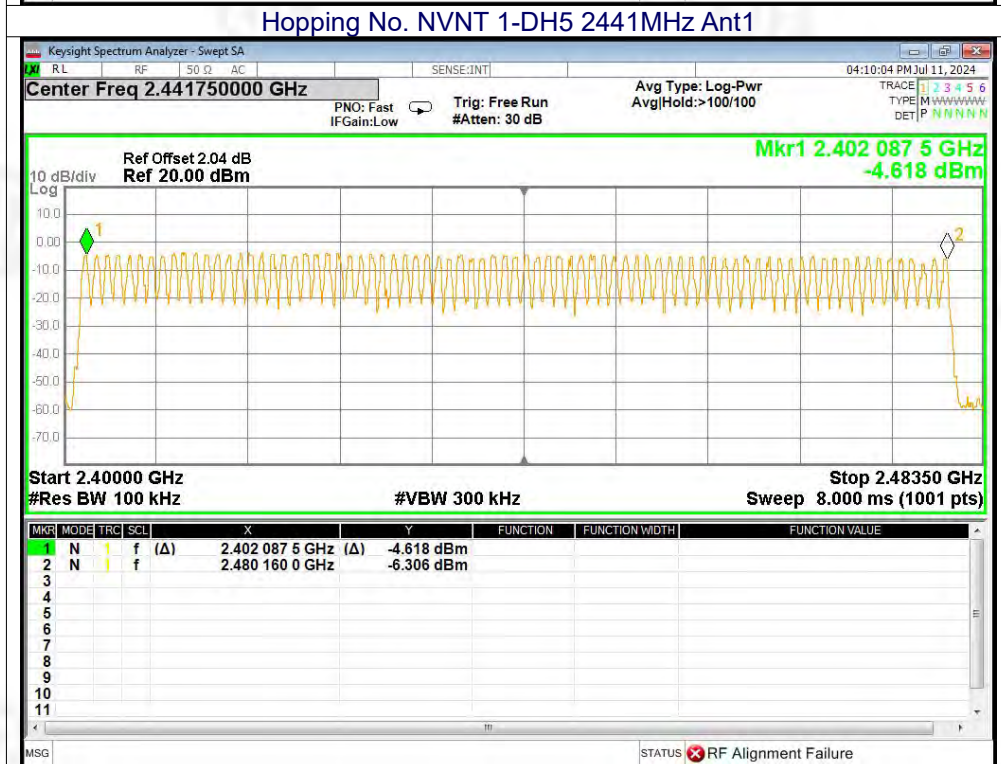 Hopping No. NVNT 1-DH5 2441MHz Ant1
Keysight Spectrum Analyzer - Swept SA
LXI RL RF 50 Ω AC SENSE:INT 04:10:04 PM Jul 11, 2024
Center Freq 2.441750000 GHz
PNO: Fast
IFGain:Low
Trig: Free Run
#Atten: 30 dB
Avg Type: Log-Pwr
Avg|Hold:>100/100
TRACE 1 2 3 4 5 6
TYPE M WWWWW
DET P N N N N N
Mkr1 2.402 087 5 GHz
-4.618 dBm
Ref Offset 2.04 dB
10 dB/div Ref 20.00 dBm
Log
10.0
0.00
-10.0
-20.0
-30.0
-40.0
-50.0
-60.0
-70.0
1
2
Start 2.40000 GHz Stop 2.48350 GHz
#Res BW 100 kHz #VBW 300 kHz Sweep 8.000 ms (1001 pts)
MKR MODE TRC SCL X Y FUNCTION FUNCTION WIDTH FUNCTION VALUE
1 N 1 f (Δ) 2.402 087 5 GHz (Δ) -4.618 dBm
2 N 1 f 2.480 160 0 GHz -6.306 dBm
3
4
5
6
7
8
9
10
11
MSG STATUS RF Alignment Failure